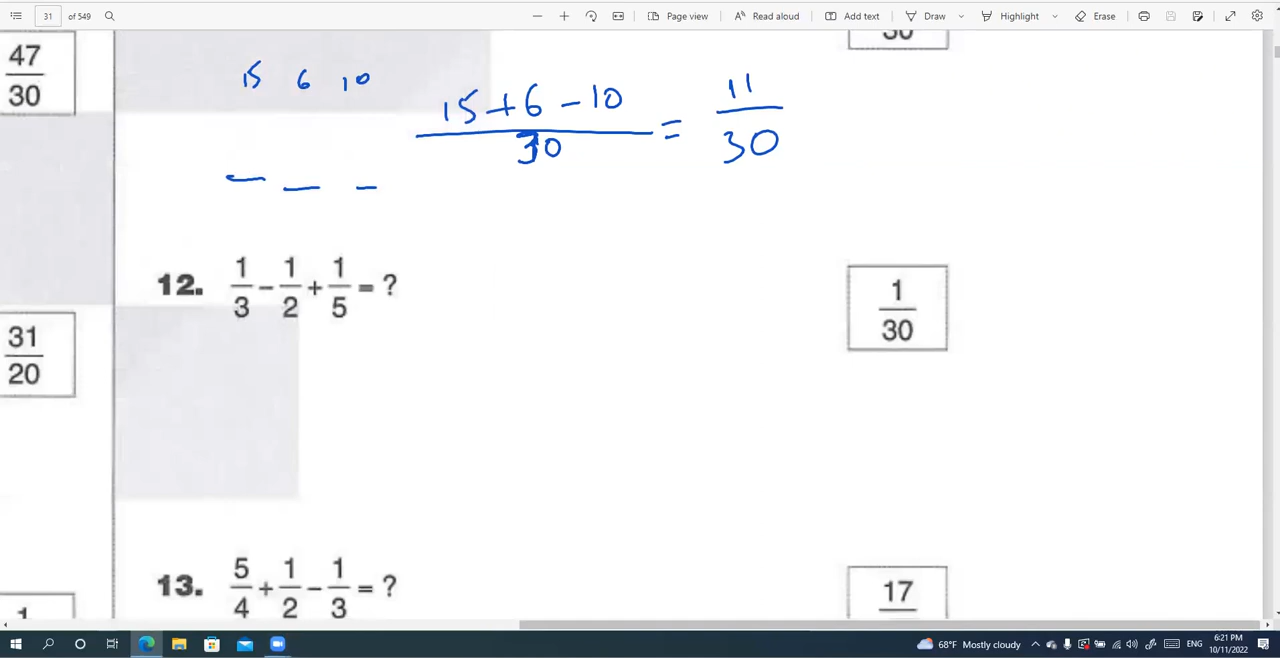 31 of 549 Page view Read aloud Add text Draw Highlight Erase
47
30
30
15 6 10
15 + 6 - 10
30
= 11
30
12. 1/3 - 1/2 + 1/5 = ?
1
30
31
20
13. 5/4 + 1/2 - 1/3 = ?
17
1
68°F Mostly cloudy ENG 6:21 PM
10/11/2022